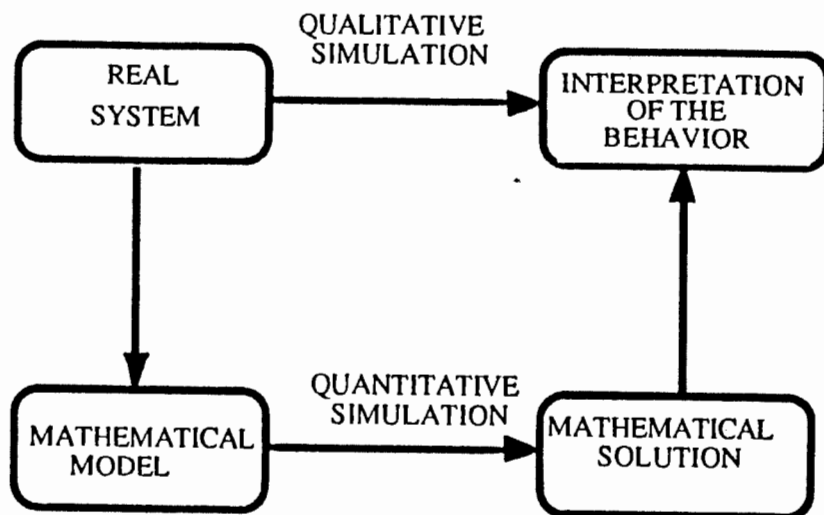 QUALITATIVE
SIMULATION
REAL
SYSTEM
INTERPRETATION
OF THE
BEHAVIOR
QUANTITATIVE
SIMULATION
MATHEMATICAL
MODEL
MATHEMATICAL
SOLUTION